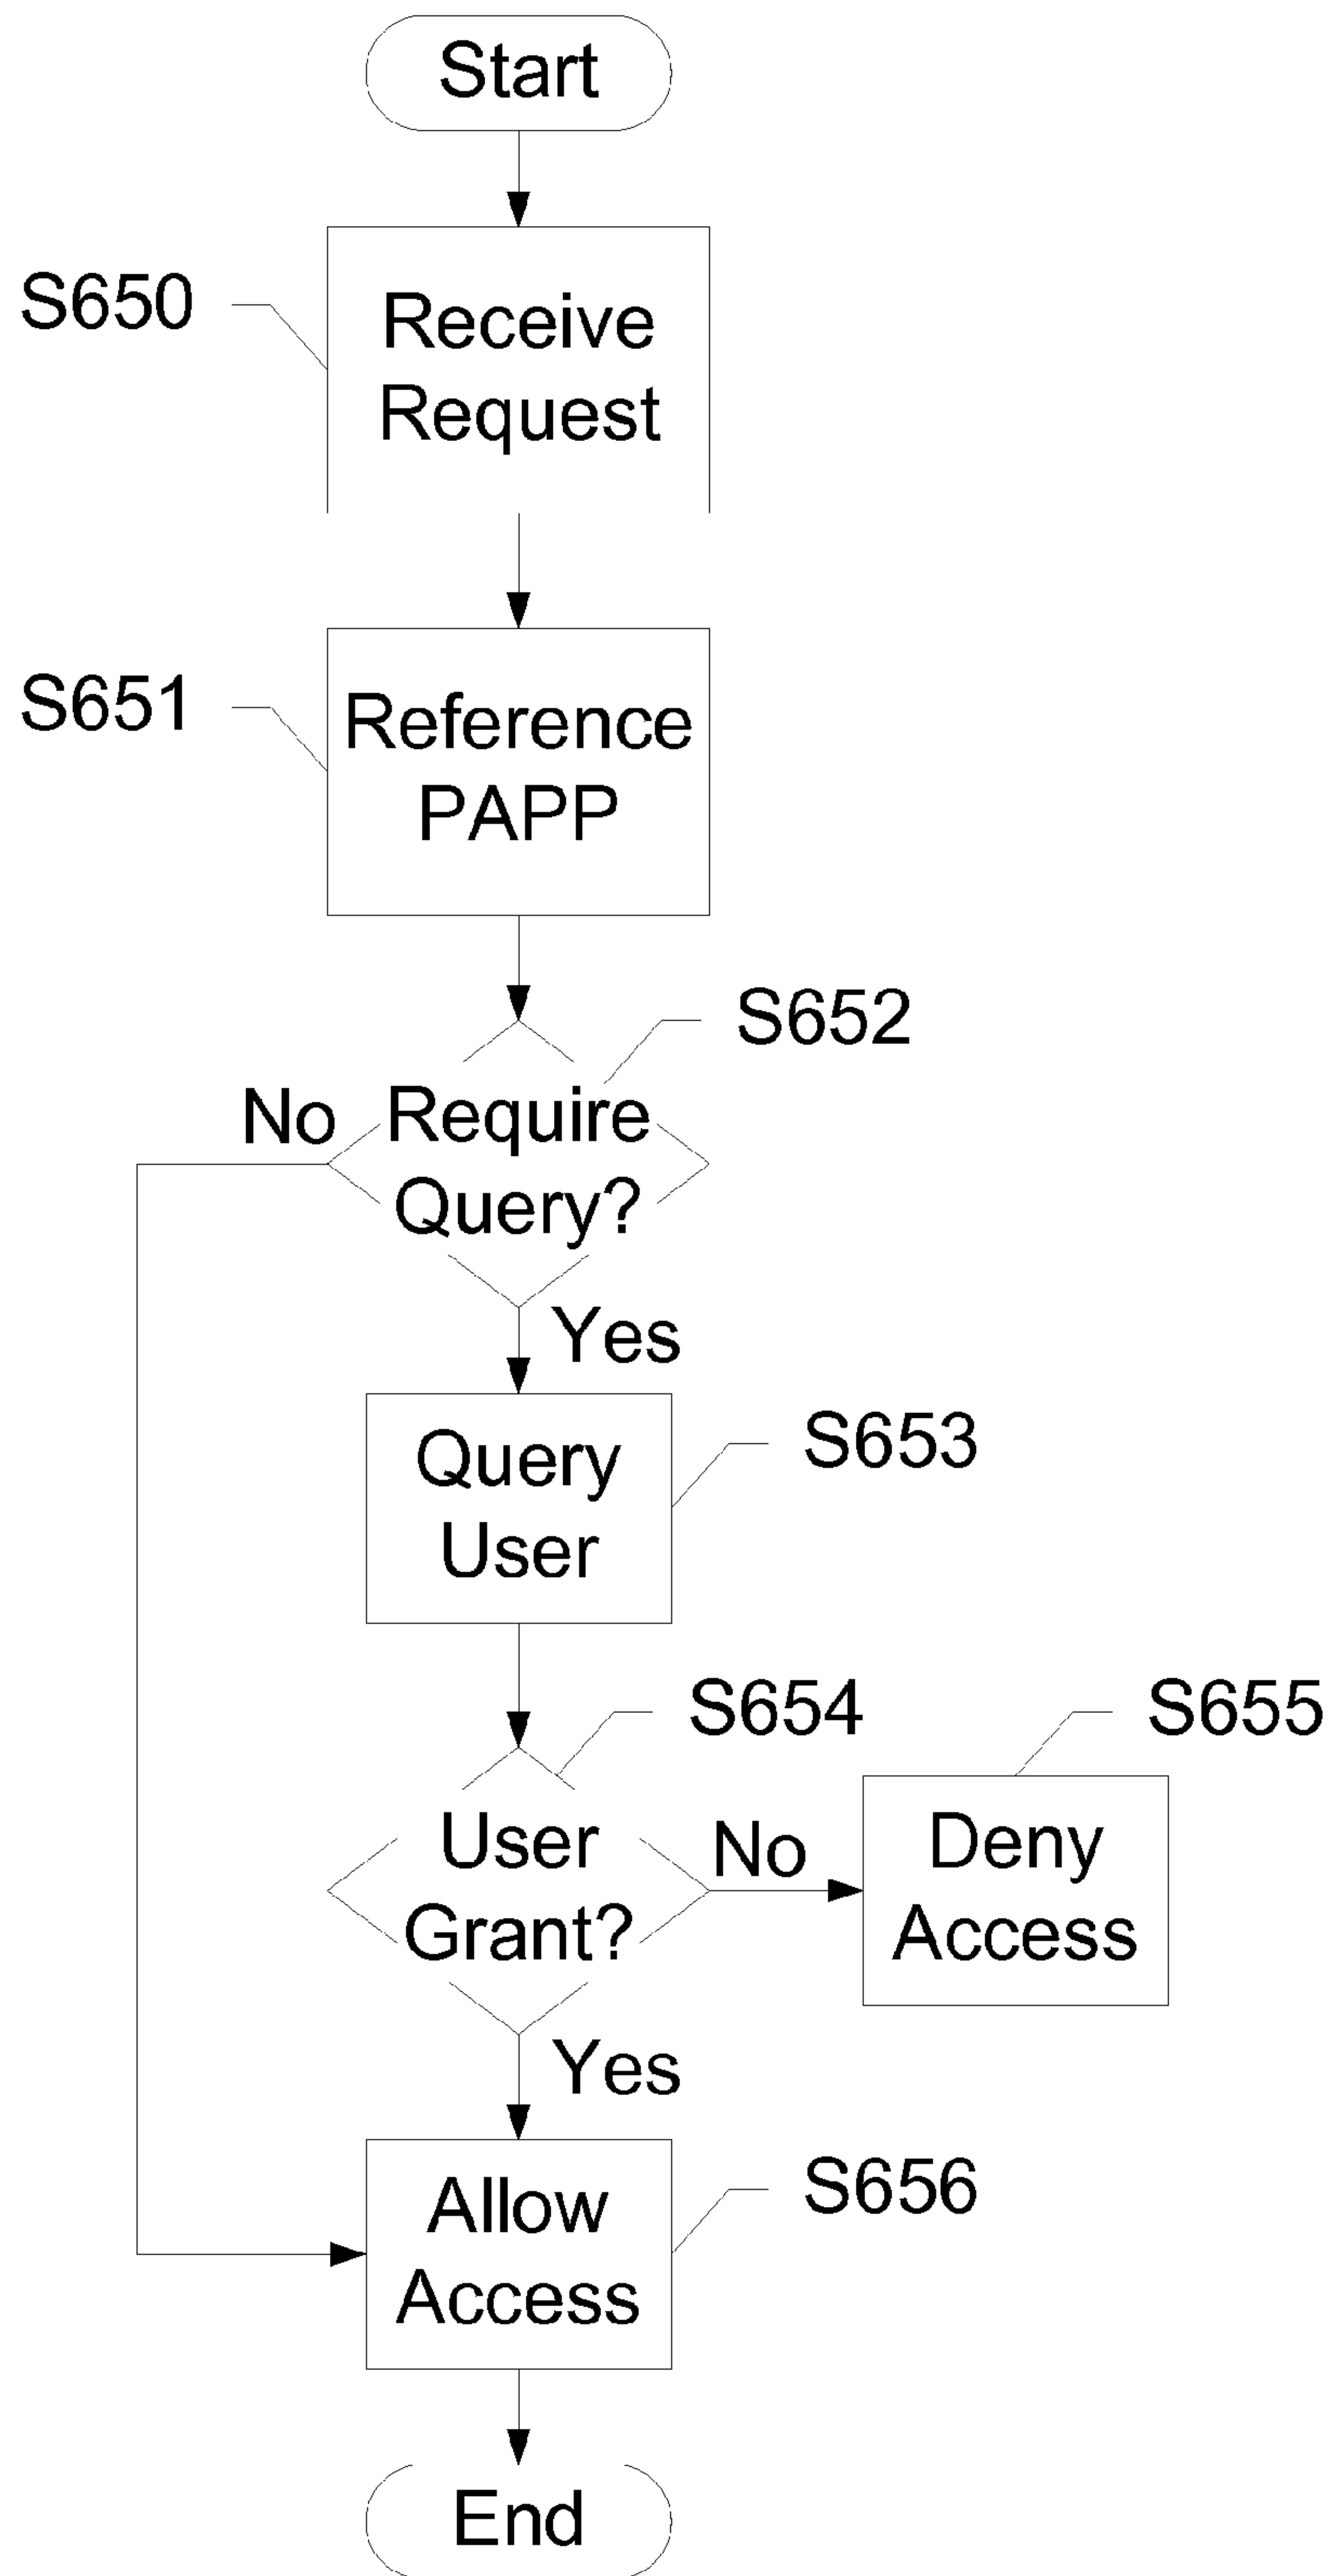 Start
S650
Receive
Request
S651
Reference
PAPP
S652
No
Require
Query?
Yes
S653
Query
User
S654
S655
User
Grant?
No
Deny
Access
Yes
S656
Allow
Access
End